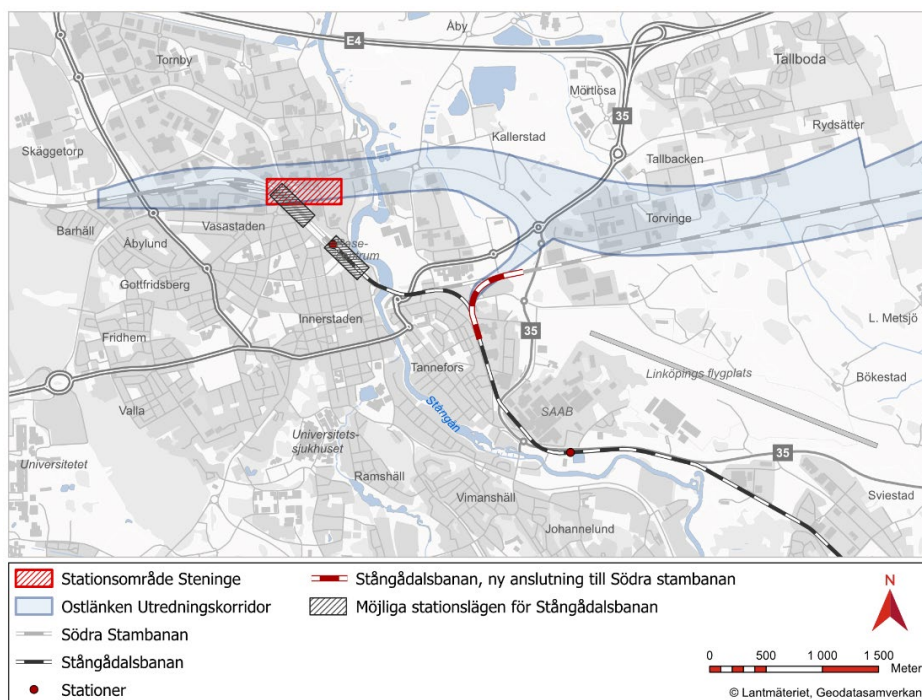 E4
Åby
Tallboda
Tornby
Mörtlösa
35
Rydsätter
Skäggetorp
Kallerstad
Tallbacken
Barhäll
Vasastaden
Torvinge
Åbylund
Gottfridsberg
Innerstaden
L. Metsjö
Fridhem
35
Tannefors
Linköpings flygplats
Bökestad
Valla
Stångån
SAAB
Universitets-
sjukhuset
Universitetet
35
Ramshäll
Sviestad
Vimanshäll
Johannelund
Stationsområde Steninge
Stångådalsbanan, ny anslutning till Södra stambanan
Ostlänken Utredningskorridor
Möjliga stationslägen för Stångådalsbanan
Södra Stambanan
Stångådalsbanan
Stationer
N
0 500 1 000 1 500
Meter
© Lantmäteriet, Geodatasamverkan